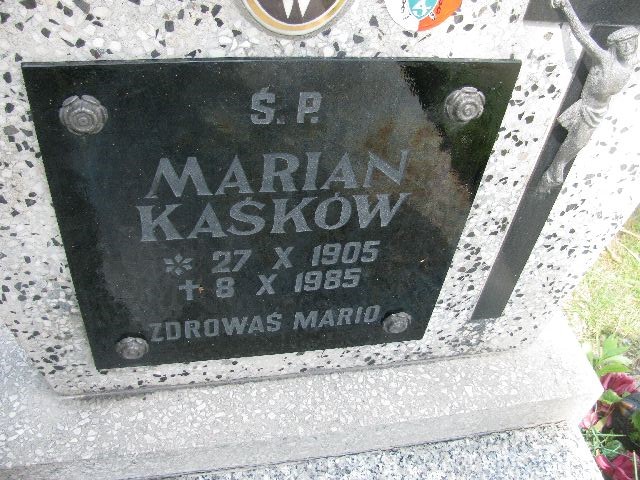 W
A
Ś.P.
MARIAN
KAŚKÓW
* 27 X 1905
✝ 8 X 1985
ZDROWAŚ MARIO